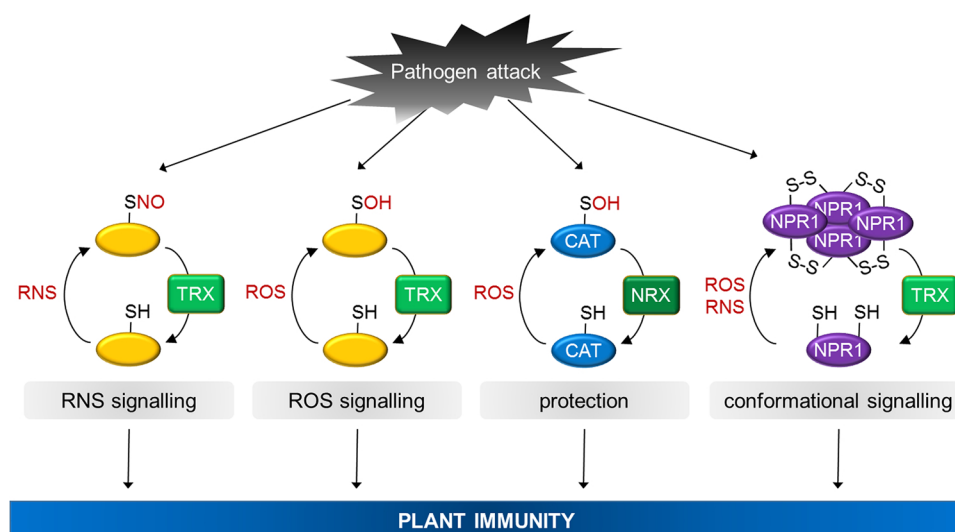 Pathogen attack
SNO
RNS
TRX
SH
RNS signalling
SOH
ROS
TRX
SH
ROS signalling
SOH
CAT
ROS
NRX
SH
CAT
protection
S-S
S-S
NPR1
NPR1
NPR1
NPR1
S-S
S-S
ROS
RNS
TRX
SH
SH
NPR1
conformational signalling
PLANT IMMUNITY